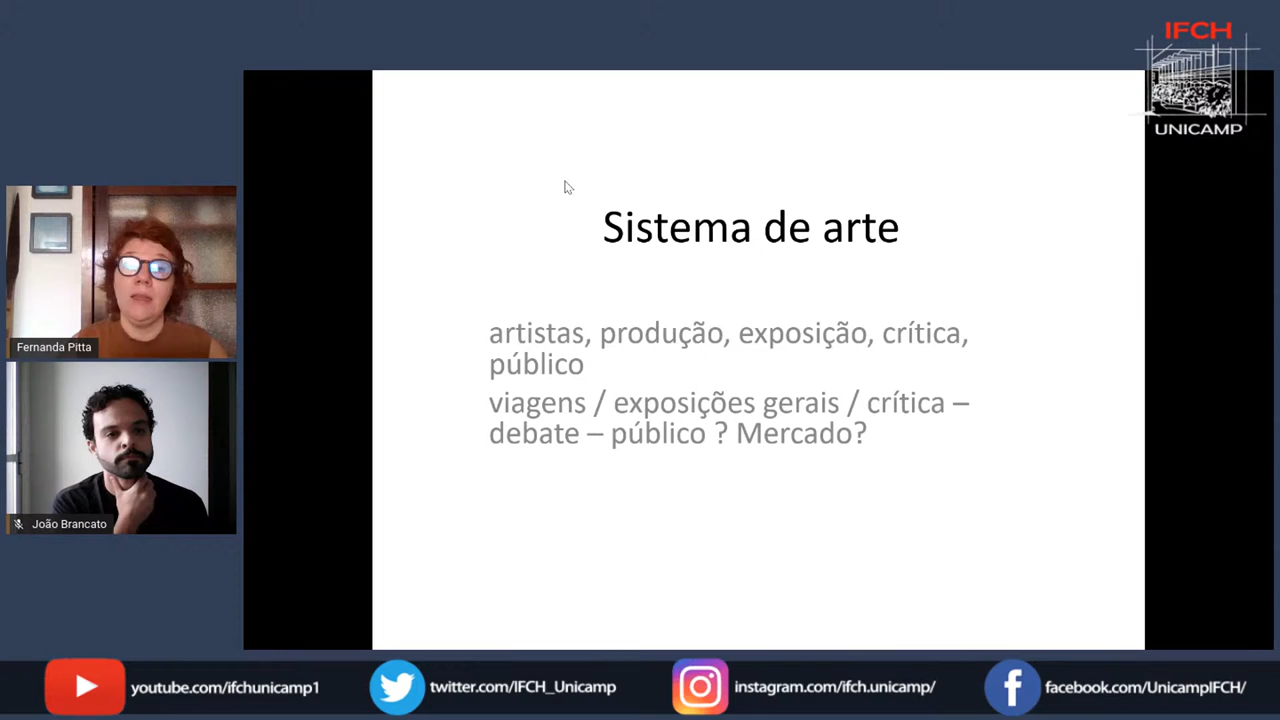 IFCH
UNICAMP
Sistema de arte
artistas, produção, exposição, crítica,
público
viagens / exposições gerais / crítica –
debate – público ? Mercado?
Fernanda Pitta
João Brancato
youtube.com/ifchunicamp1
twitter.com/IFCH_Unicamp
instagram.com/ifch.unicamp/
facebook.com/UnicampIFCH/